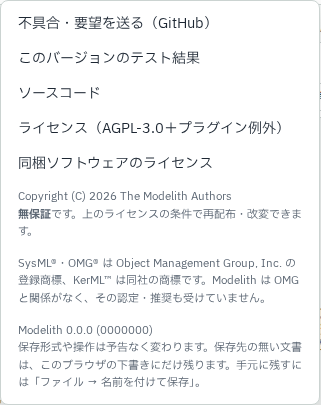 不具合・要望を送る（GitHub）
このバージョンのテスト結果
ソースコード
ライセンス（AGPL-3.0＋プラグイン例外）
同梱ソフトウェアのライセンス
Copyright (C) 2026 The Modelith Authors
無保証です。上のライセンスの条件で再配布・改変できま
す。
SysML®・OMG® は Object Management Group, Inc. の
登録商標、KerML™ は同社の商標です。Modelith は OMG
と関係がなく、その認定・推奨も受けていません。
Modelith 0.0.0 (0000000)
保存形式や操作は予告なく変わります。保存先の無い文書
は、このブラウザの下書きにだけ残ります。手元に残すに
は「ファイル → 名前を付けて保存」。